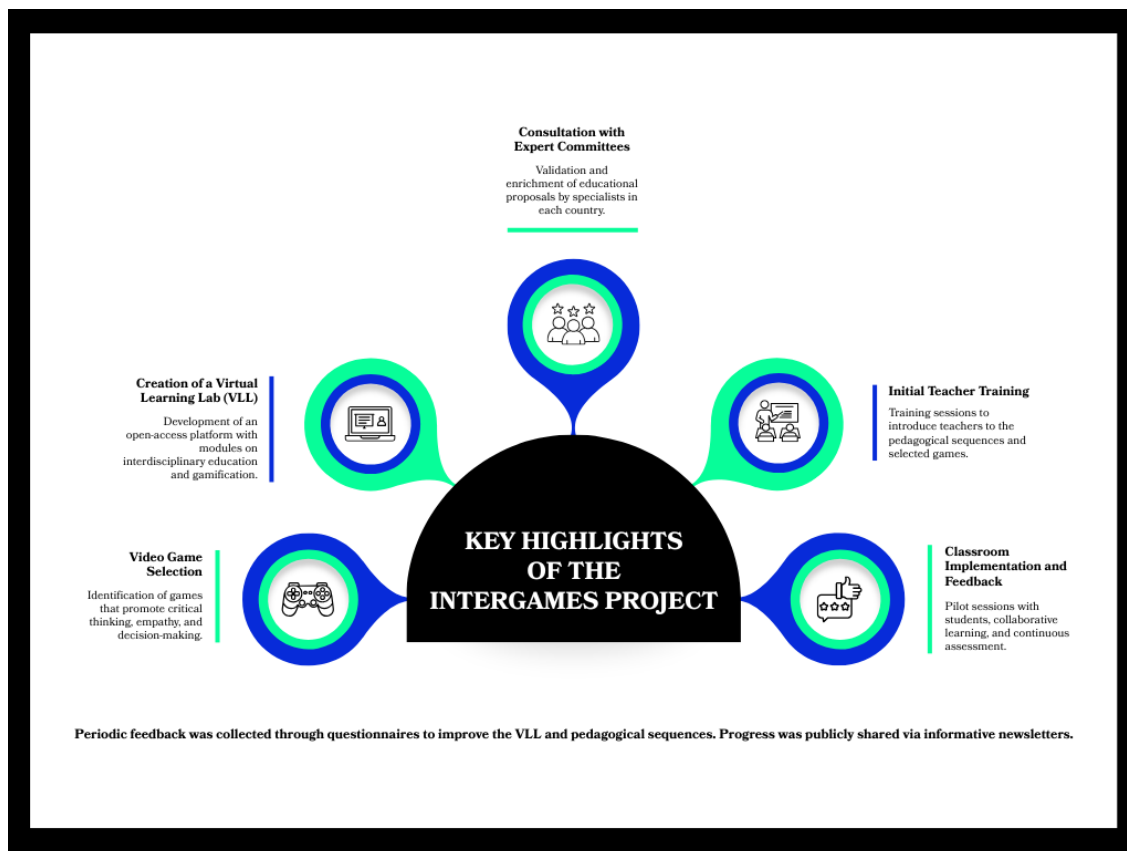 Consultation with
Expert Committees
Validation and
enrichment of educational
proposals by specialists in
each country.
Creation of a Virtual
Learning Lab (VLL)
Development of an
open-access platform with
modules on
interdisciplinary education
and gamification.
Initial Teacher Training
Training sessions to
introduce teachers to the
pedagogical sequences and
selected games.
Video Game
Selection
Identification of games
that promote critical
thinking, empathy, and
decision-making.
KEY HIGHLIGHTS
OF THE
INTERGAMES PROJECT
Classroom
Implementation and
Feedback
Pilot sessions with
students, collaborative
learning, and continuous
assessment.
Periodic feedback was collected through questionnaires to improve the VLL and pedagogical sequences. Progress was publicly shared via informative newsletters.